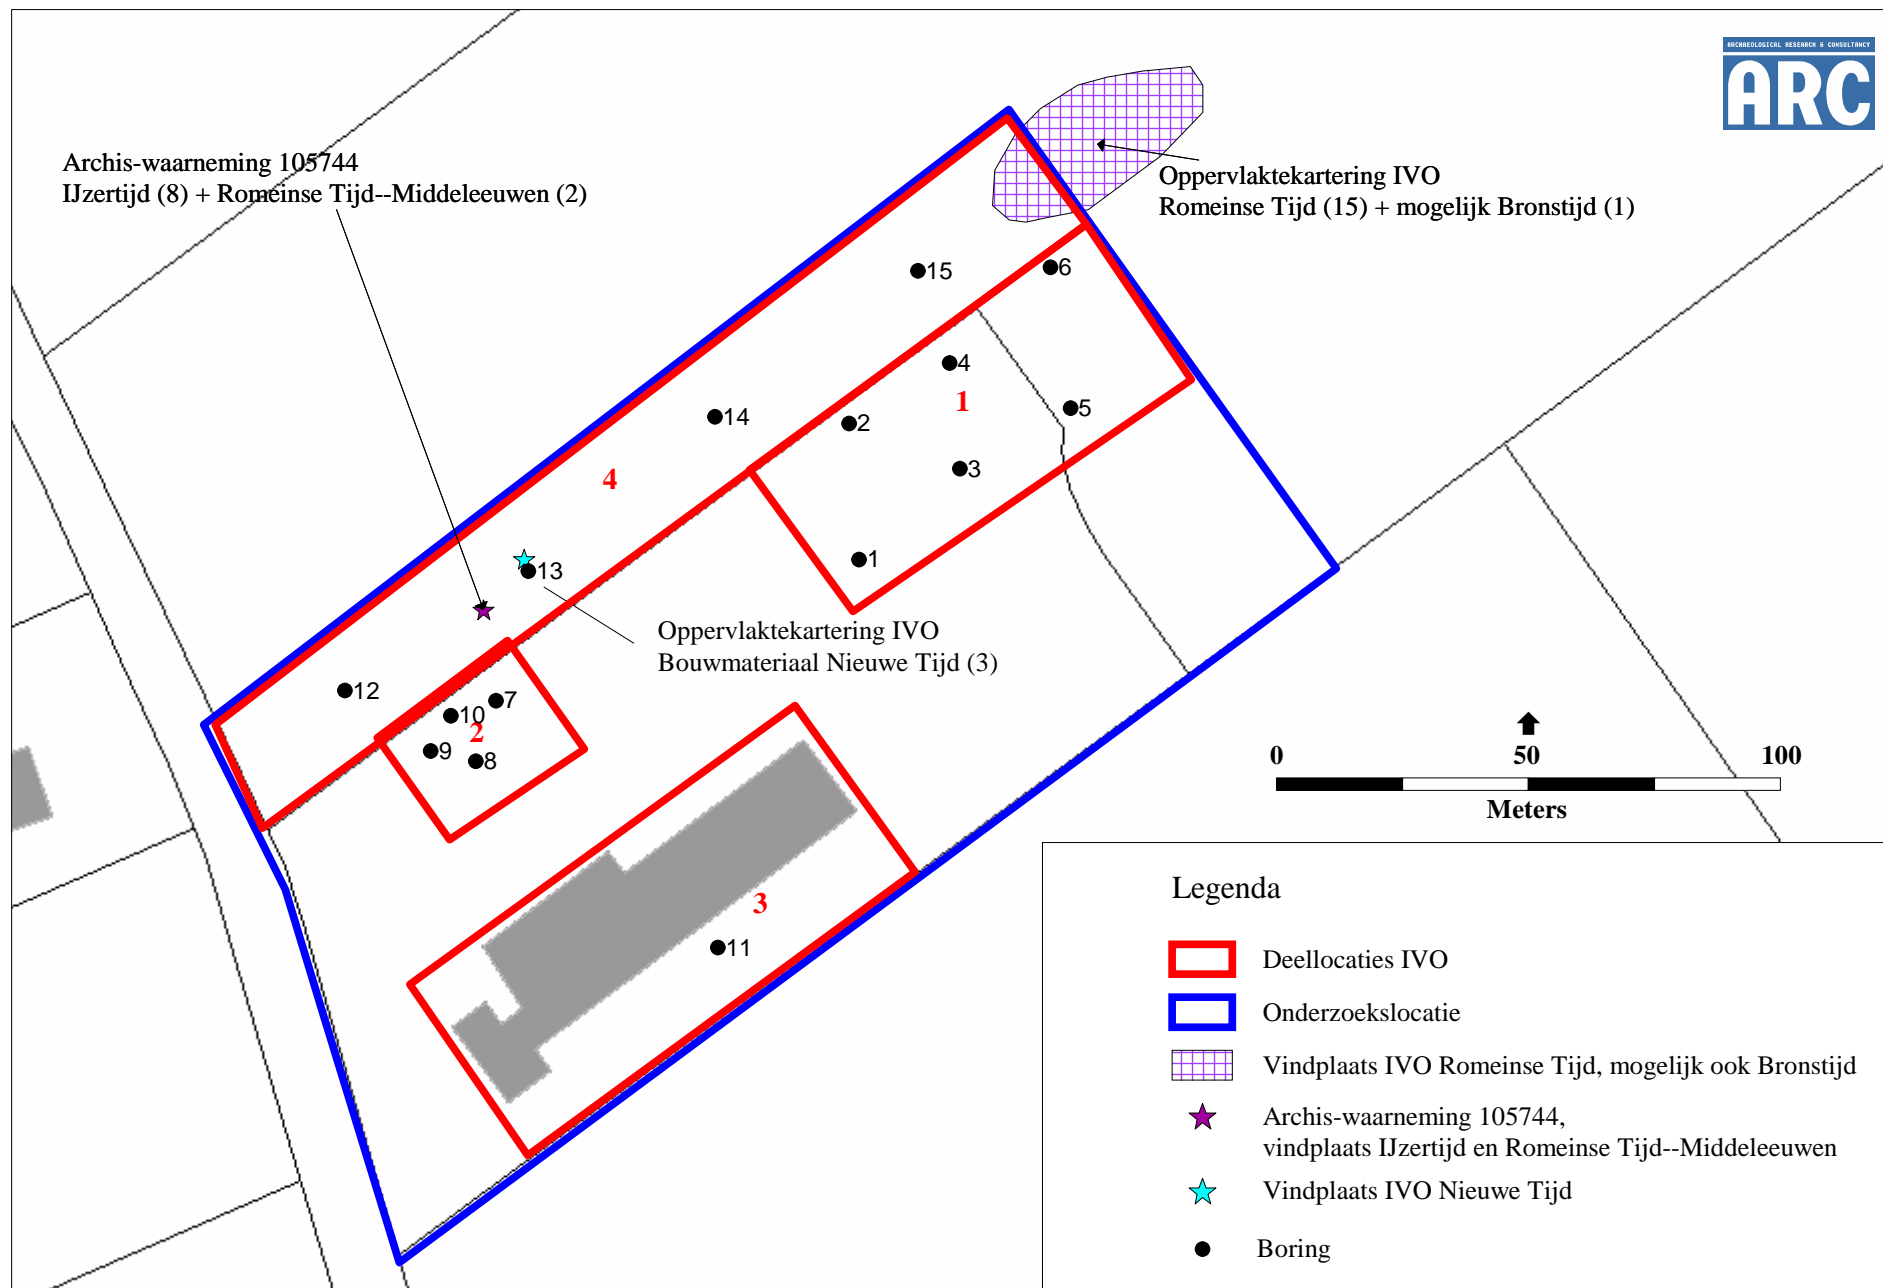 ARCHAEOLOGICAL RESEARCH & CONSULTANCY
ARC
Archis-waarneming 105744
IJzertijd (8) + Romeinse Tijd--Middeleeuwen (2)
Oppervlaktekartering IVO
Romeinse Tijd (15) + mogelijk Bronstijd (1)
15
6
4
1
5
14
2
3
4
1
13
Oppervlaktekartering IVO
Bouwmateriaal Nieuwe Tijd (3)
12
7
10
2
9
8
3
11
0 50 100
Meters
Legenda
Deellocaties IVO
Onderzoekslocatie
Vindplaats IVO Romeinse Tijd, mogelijk ook Bronstijd
Archis-waarneming 105744,
vindplaats IJzertijd en Romeinse Tijd--Middeleeuwen
Vindplaats IVO Nieuwe Tijd
Boring